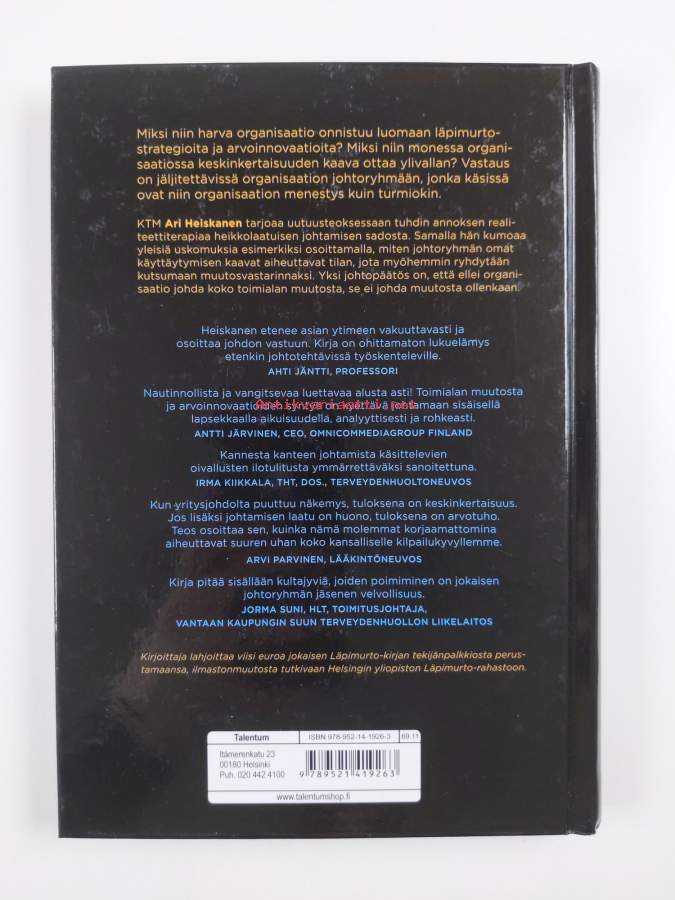 Miksi niin harva organisaatio onnistuu luomaan läpimurto-
strategioita ja arvoinnovaatioita? Miksi niin monessa organi-
saatiossa keskinkertaisuuden kaava ottaa ylivallan? Vastaus
on jäljitettävissä organisaation johtoryhmään, jonka käsissä
ovat niin organisaation menestys kuin turmiokin.
KTM Ari Heiskanen tarjoaa uutuusteoksessaan tuhdin annoksen reali-
teettiterapiaa heikkolaatuisen johtamisen sadosta. Samalla hän kumoaa
yleisiä uskomuksia esimerkiksi osoittamalla, miten johtoryhmän omat
käyttäytymisen kaavat aiheuttavat tilan, jota myöhemmin ryhdytään
kutsumaan muutosvastarinnaksi. Yksi johtopäätös on, että ellei organi-
saatio johda koko toimialan muutosta, se ei johda muutosta ollenkaan.
Heiskanen etenee asian ytimeen vakuuttavasti ja
osoittaa johdon vastuun. Kirja on ohittamaton lukuelämys
etenkin johtotehtävissä työskenteleville.
AHTI JÄNTTI, PROFESSORI
Nautinnollista ja vangitsevaa luettavaa alusta asti! Toimialan muutosta
ja arvoinnovaatioiden synty on kyettävä johtamaan sisäisellä
lapsekkaalla aikuisuudella, analyyttisesti ja rohkeasti.
ANTTI JÄRVINEN, CEO, OMNICOMMEDIAGROUP FINLAND
Kannesta kanteen johtamista käsittelevien
oivallusten ilotulitusta ymmärrettäväksi sanoitettuna.
IRMA KIIKKALA, THT, DOS., TERVEYDENHUOLTONEUVOS
Kun yritysjohdolta puuttuu näkemys, tuloksena on keskinkertaisuus.
Jos lisäksi johtamisen laatu on huono, tuloksena on arvotuho.
Teos osoittaa sen, kuinka nämä molemmat korjaamattomina
aiheuttavat suuren uhan koko kansalliselle kilpailukyvyllemme.
ARVI PARVINEN, LÄÄKINTÖNEUVOS
Kirja pitää sisällään kultajyviä, joiden poimiminen on jokaisen
johtoryhmän jäsenen velvollisuus.
JORMA SUNI, HLT, TOIMITUSJOHTAJA,
VANTAAN KAUPUNGIN SUUN TERVEYDENHUOLLON LIIKELAITOS
Kirjoittaja lahjoittaa viisi euroa jokaisen Läpimurto-kirjan tekijänpalkkiosta perus-
tamaansa, ilmastonmuutosta tutkivaan Helsingin yliopiston Läpimurto-rahastoon.
Talentum
ISBN 978-952-14-1926-3
69.11
Itämerenkatu 23
00180 Helsinki
Puh. 020 442 4100
9 789521 419263
www.talentumshop.fi